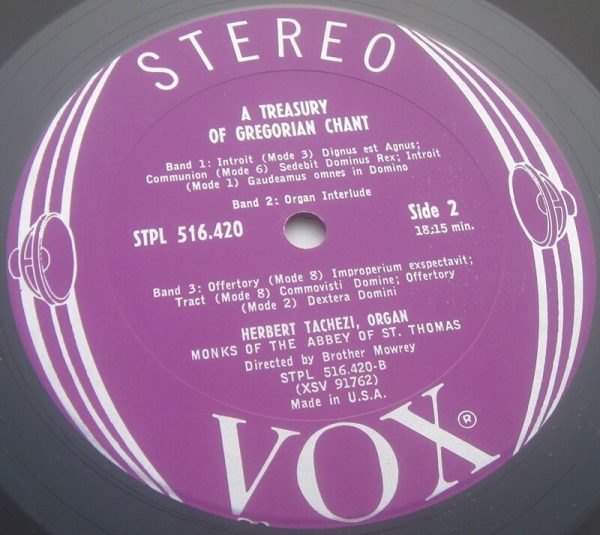 STEREO
A TREASURY
OF GREGORIAN CHANT
Band 1: Introit (Mode 3) Dignus est Agnus;
Communion (Mode 6) Sedebit Dominus Rex; Introit
(Mode 1) Gaudeamus omnes in Domino
Band 2: Organ Interlude
STPL 516.420
Side 2
18:15 min.
Band 3: Offertory (Mode 8) Improperium exspectavit;
Tract (Mode 8) Commovisti Domine; Offertory
(Mode 2) Dextera Domini
HERBERT TACHEZI, ORGAN
MONKS OF THE ABBEY OF ST. THOMAS
Directed by Brother Mowrey
STPL 516.420-B
(XSV 91762)
Made in U.S.A.
VOX®